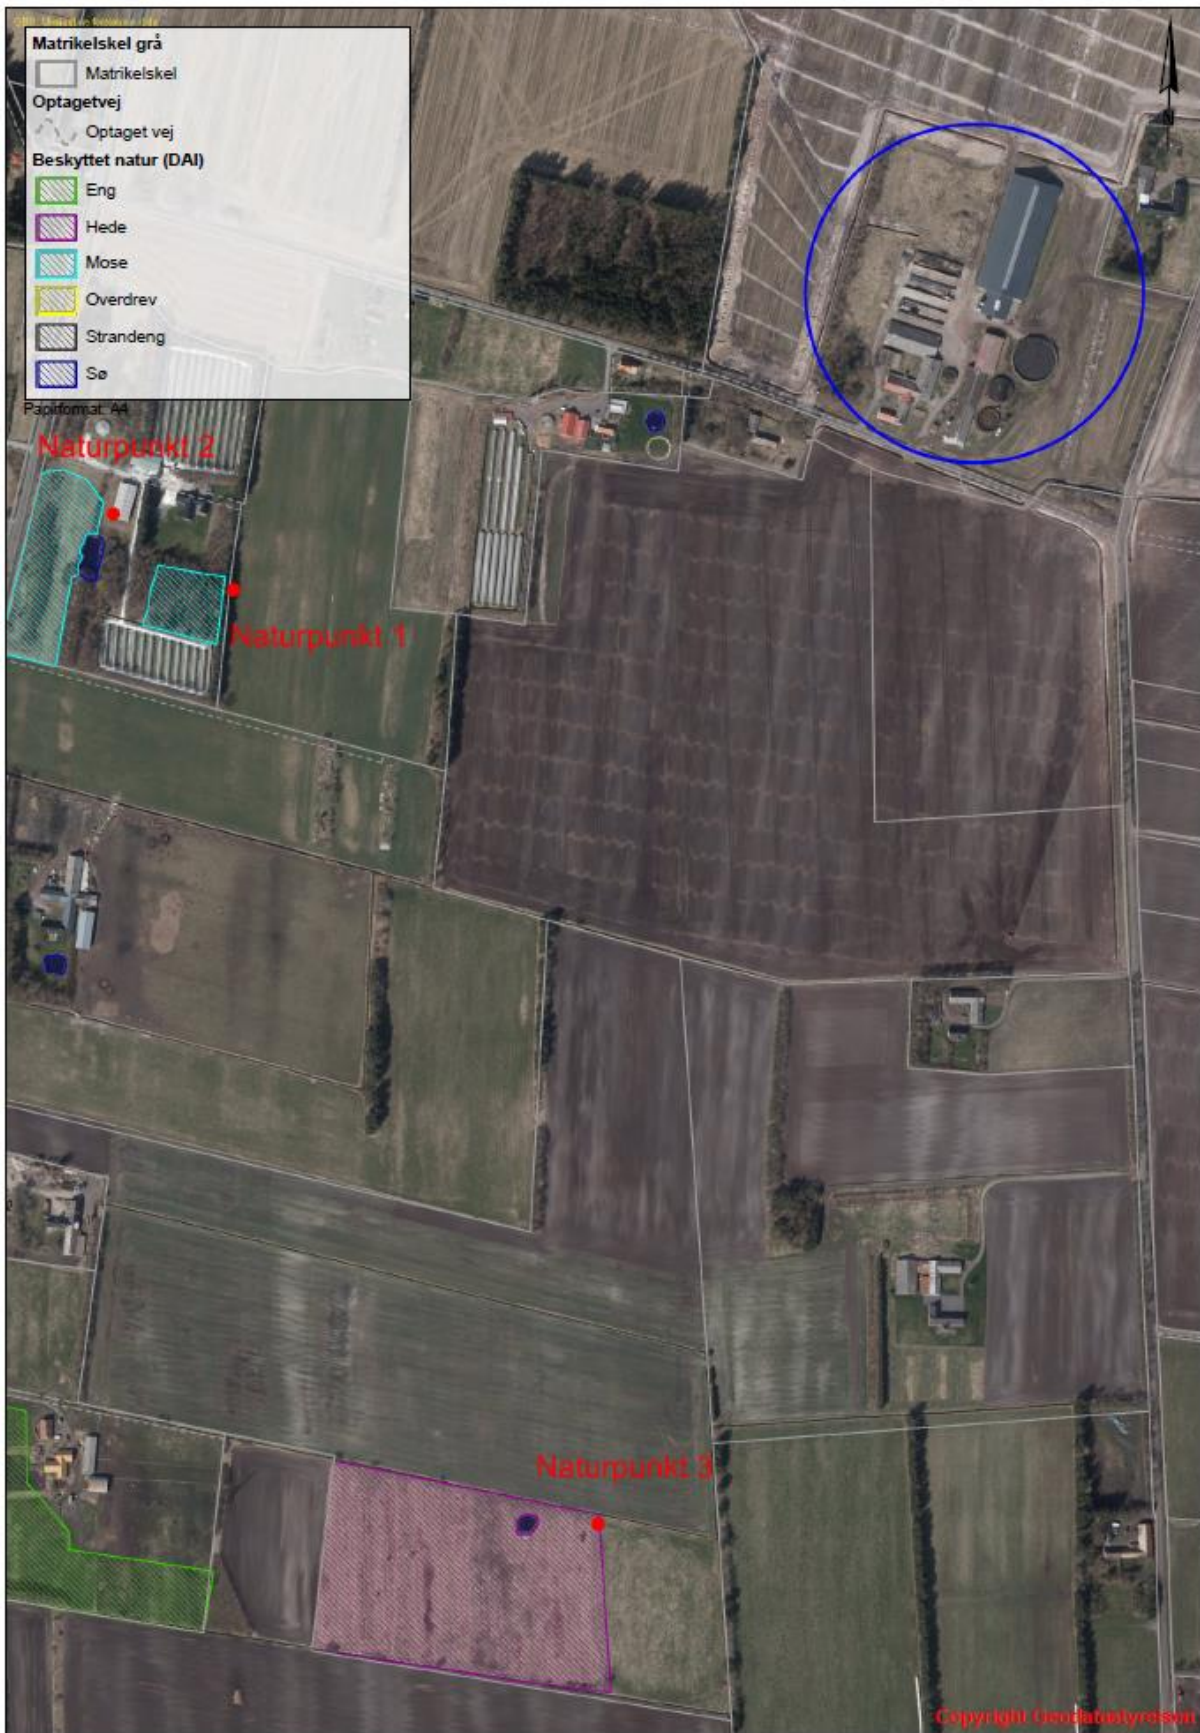 Matrikelskel grå
Matrikelskel
Optagetvej
Optaget vej
Beskyttet natur (DAI)
Eng
Hede
Mose
Overdrev
Strandeng
Sø
Papirformat: A4
N
Naturpunkt 2
Naturpunkt 1
Naturpunkt 3
Copyright Geodatastyrelsen